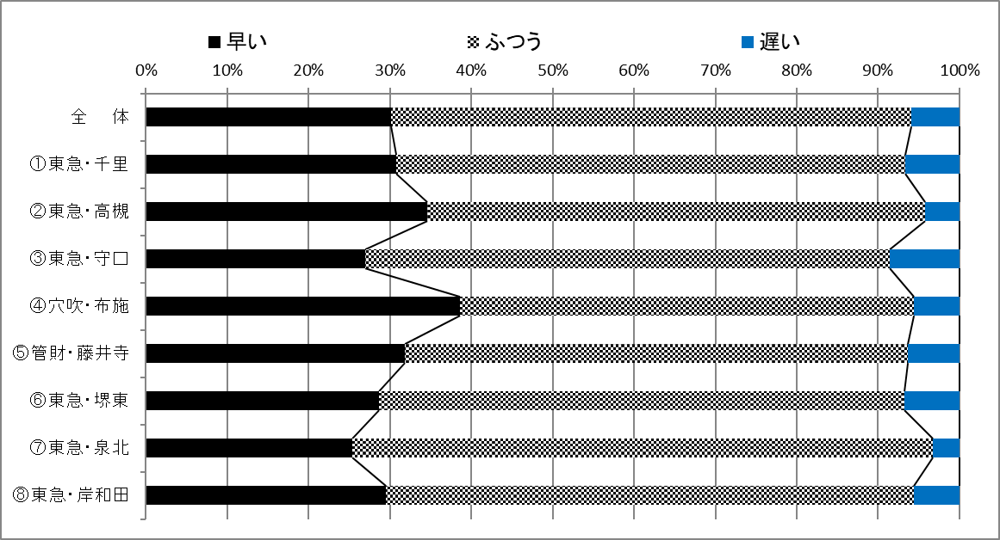 早い ふつう 遅い
0% 10% 20% 30% 40% 50% 60% 70% 80% 90% 100%
全 体
①東急・千里
②東急・高槻
③東急・守口
④穴吹・布施
⑤管財・藤井寺
⑥東急・堺東
⑦東急・泉北
⑧東急・岸和田